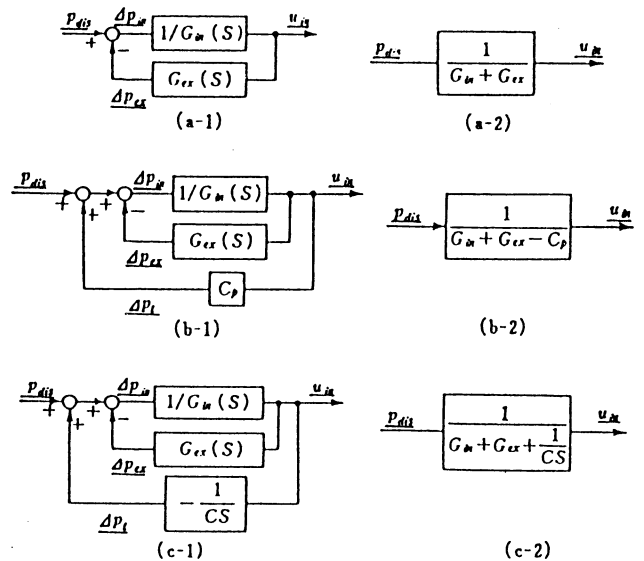 p_dis + − Δp_in 1/G_in(S) u_in
G_ex(S)
Δp_ex
(a-1)
p_dis 1/(G_in + G_ex) u_in
(a-2)
p_dis + + + − Δp_in 1/G_in(S) u_in
G_ex(S)
Δp_ex
C_p
Δp_t
(b-1)
p_dis 1/(G_in + G_ex − C_p) u_in
(b-2)
p_dis + + + − Δp_in 1/G_in(S) u_in
G_ex(S)
Δp_ex
− 1/CS
Δp_t
(c-1)
p_dis 1/(G_in + G_ex + 1/CS) u_in
(c-2)